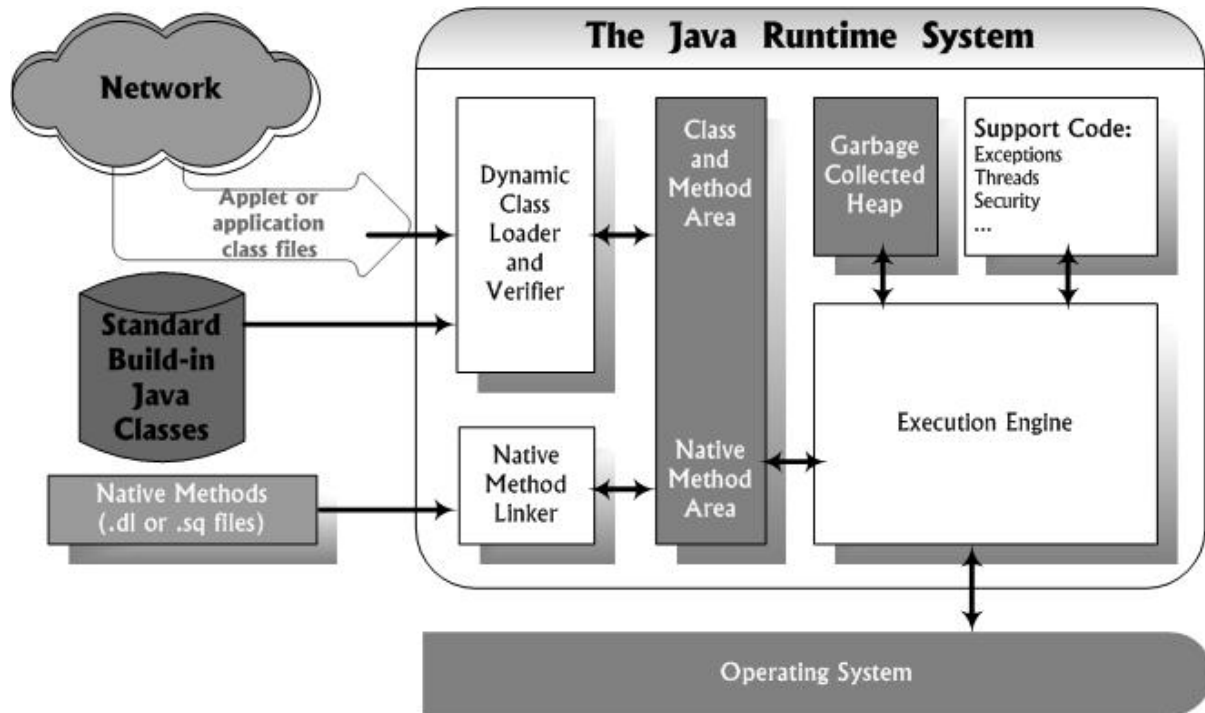 The Java Runtime System
Network
Applet or
application
class files
Standard
Build-in
Java
Classes
Native Methods
(.dl or .sq files)
Dynamic
Class
Loader
and
Verifier
Native
Method
Linker
Class
and
Method
Area
Native
Method
Area
Garbage
Collected
Heap
Support Code:
Exceptions
Threads
Security
...
Execution Engine
Operating System